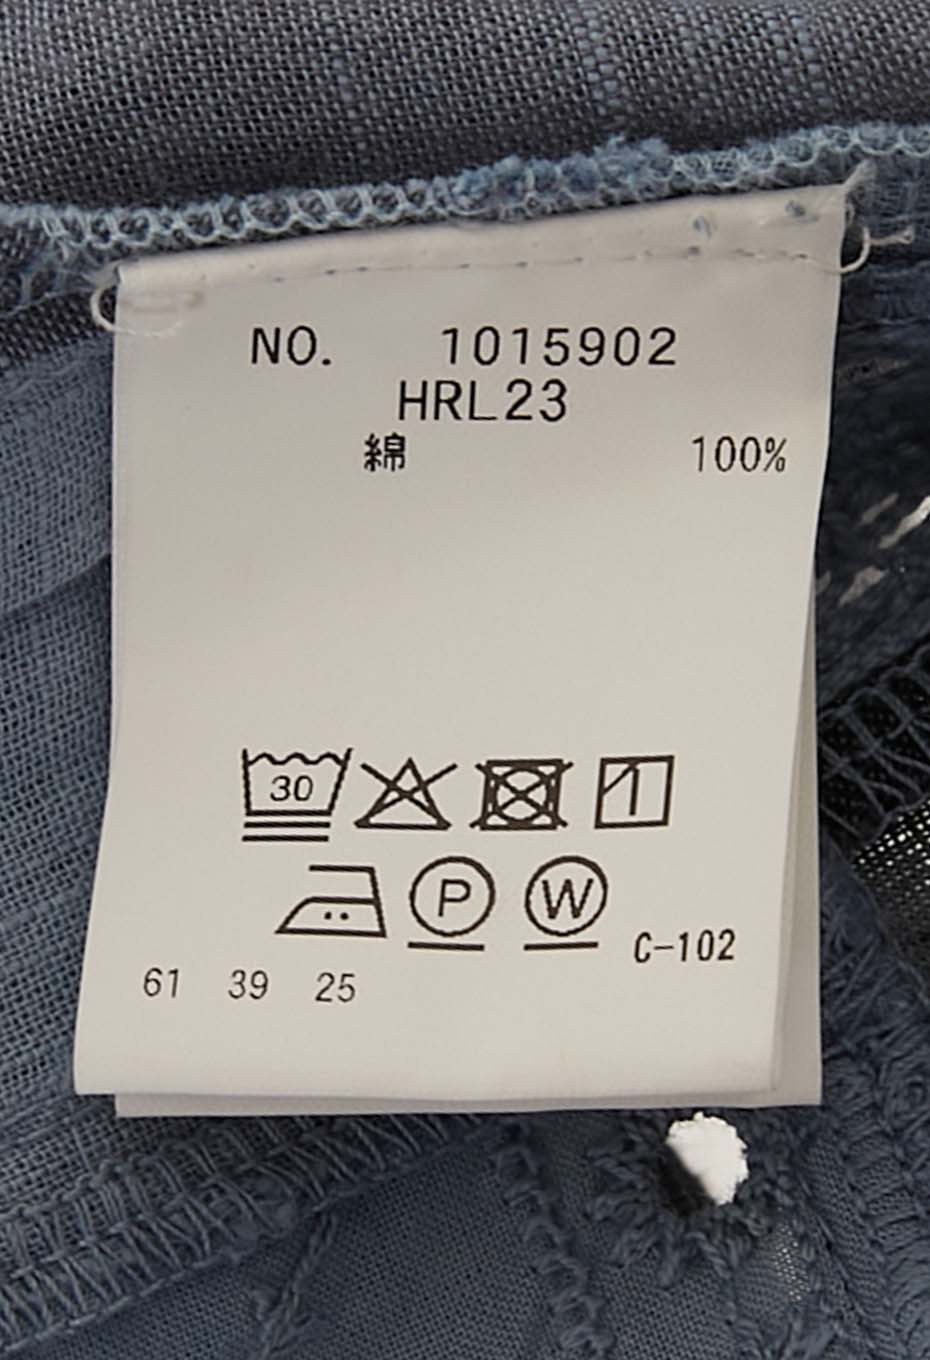 NO. 1015902
HRL23
綿 100%
30
P W C-102
61 39 25